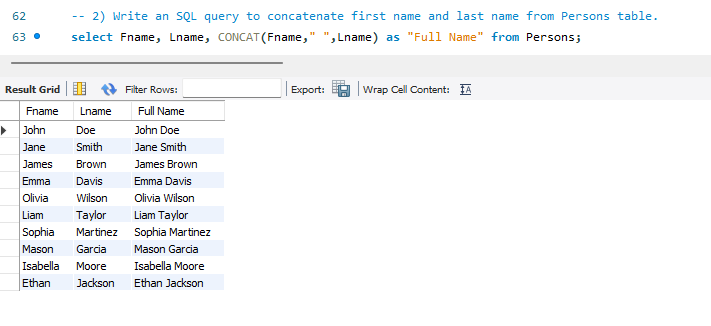 62 -- 2) Write an SQL query to concatenate first name and last name from Persons table.
63 select Fname, Lname, CONCAT(Fname," ",Lname) as "Full Name" from Persons;
Result Grid Filter Rows: Export: Wrap Cell Content: IA
Fname Lname Full Name
John Doe John Doe
Jane Smith Jane Smith
James Brown James Brown
Emma Davis Emma Davis
Olivia Wilson Olivia Wilson
Liam Taylor Liam Taylor
Sophia Martinez Sophia Martinez
Mason Garcia Mason Garcia
Isabella Moore Isabella Moore
Ethan Jackson Ethan Jackson